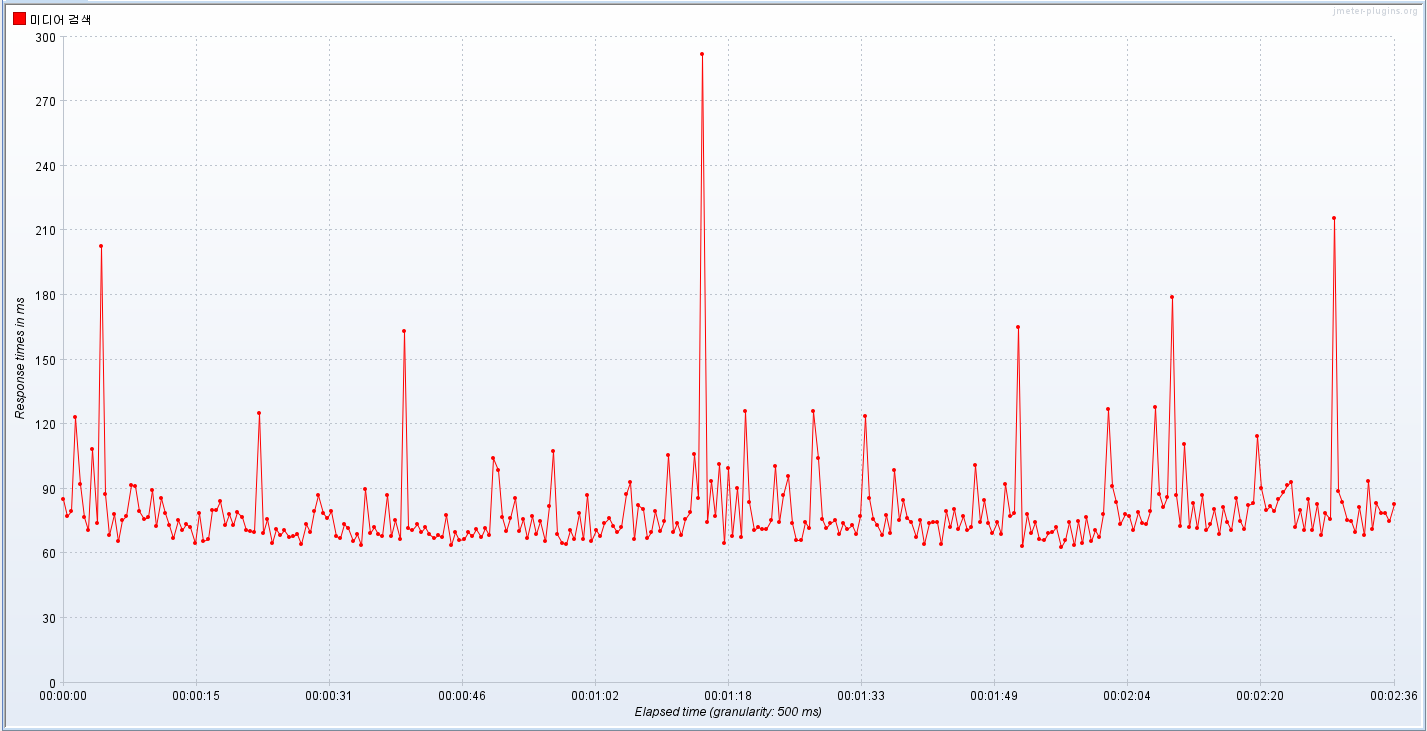 미디어 검색
jmeter-plugins.org
300
270
240
210
180
150
120
90
60
30
0
Response times in ms
00:00:00 00:00:15 00:00:31 00:00:46 00:01:02 00:01:18 00:01:33 00:01:49 00:02:04 00:02:20 00:02:36
Elapsed time (granularity: 500 ms)